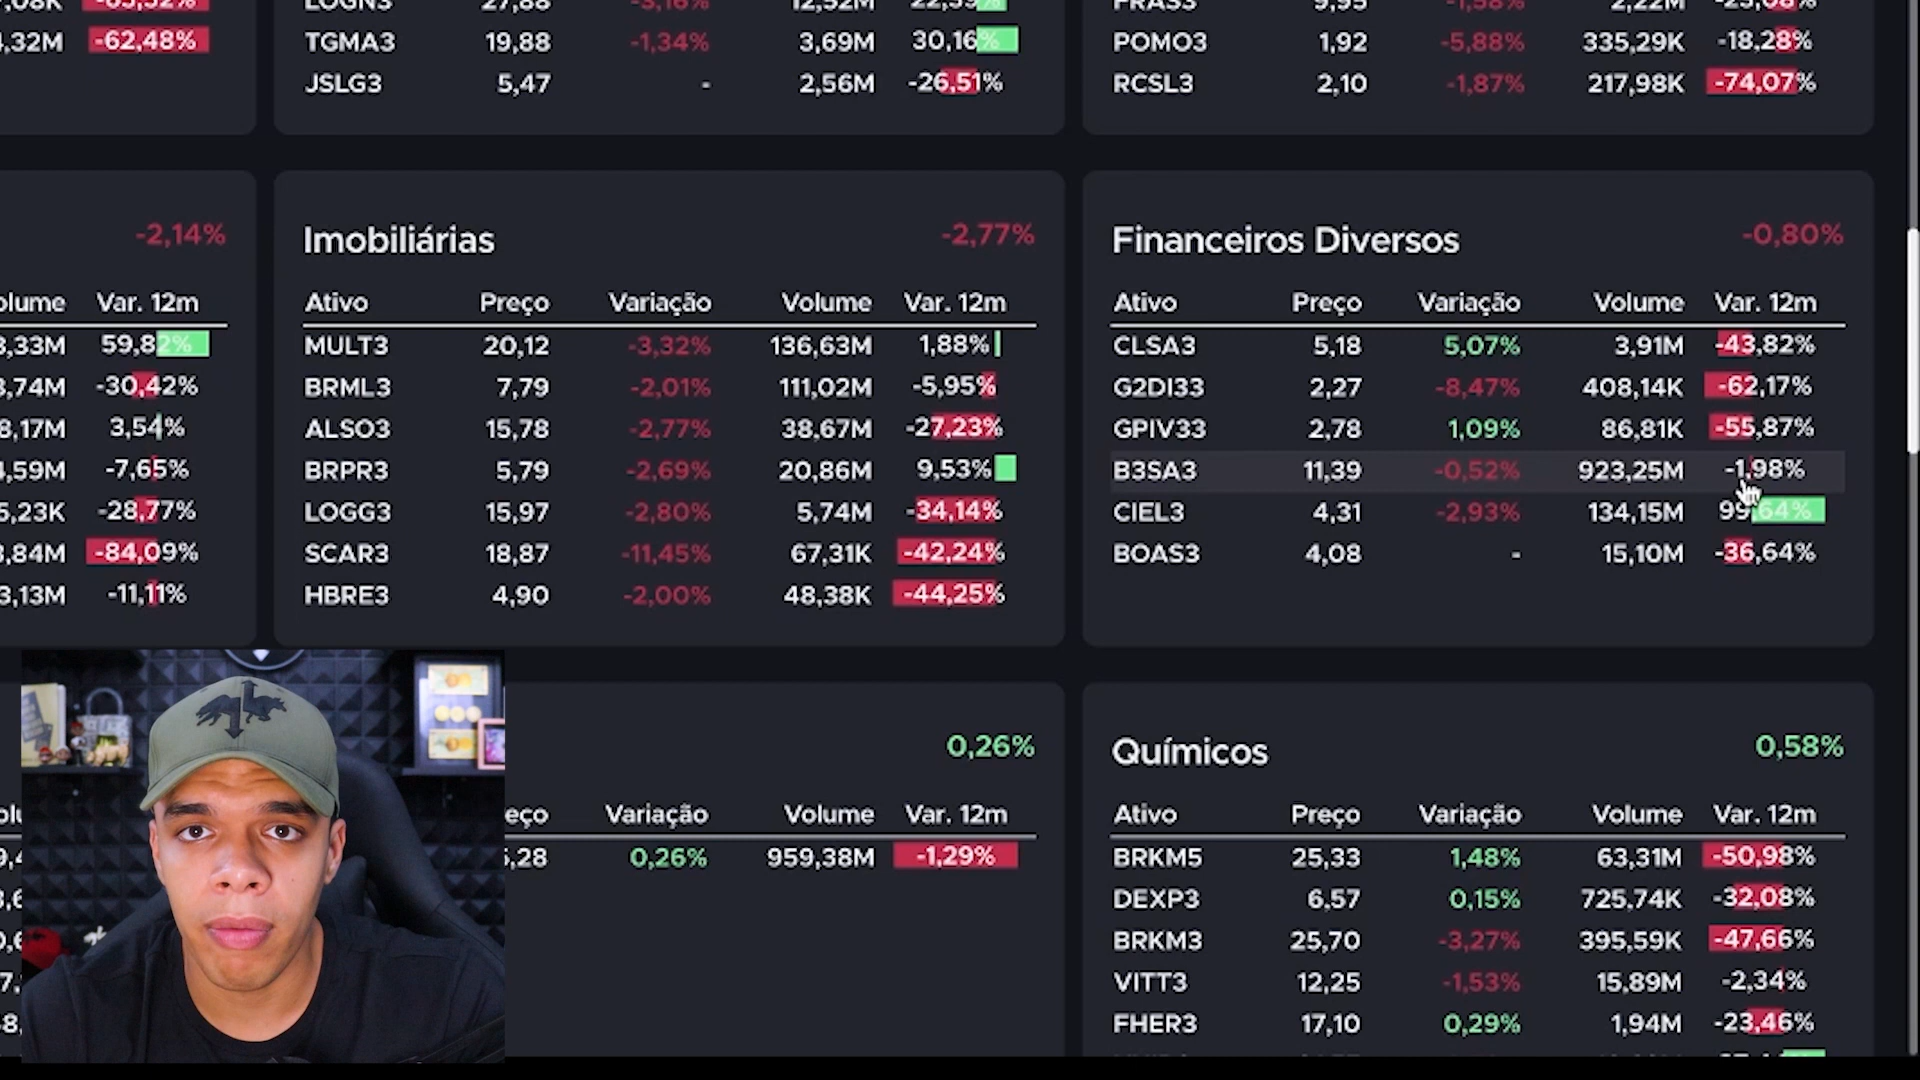 -62,48%
TGMA3 19,88 -1,34% 3,69M 30,16%
POMO3 1,92 -5,88% 335,29K -18,28%
JSLG3 5,47 - 2,56M -26,51%
RCSL3 2,10 -1,87% 217,98K -74,07%
-2,14%
Var. 12m
59,82%
-30,42%
3,54%
-7,65%
-28,77%
-84,09%
-11,11%
Imobiliárias -2,77%
Ativo Preço Variação Volume Var. 12m
MULT3 20,12 -3,32% 136,63M 1,88%
BRML3 7,79 -2,01% 111,02M -5,95%
ALSO3 15,78 -2,77% 38,67M -27,23%
BRPR3 5,79 -2,69% 20,86M 9,53%
LOGG3 15,97 -2,80% 5,74M -34,14%
SCAR3 18,87 -11,45% 67,31K -42,24%
HBRE3 4,90 -2,00% 48,38K -44,25%
Financeiros Diversos -0,80%
Ativo Preço Variação Volume Var. 12m
CLSA3 5,18 5,07% 3,91M -43,82%
G2DI33 2,27 -8,47% 408,14K -62,17%
GPIV33 2,78 1,09% 86,81K -55,87%
B3SA3 11,39 -0,52% 923,25M -1,98%
CIEL3 4,31 -2,93% 134,15M 99,64%
BOAS3 4,08 - 15,10M -36,64%
0,26%
Variação Volume Var. 12m
0,26% 959,38M -1,29%
Químicos 0,58%
Ativo Preço Variação Volume Var. 12m
BRKM5 25,33 1,48% 63,31M -50,98%
DEXP3 6,57 0,15% 725,74K -32,08%
BRKM3 25,70 -3,27% 395,59K -47,66%
VITT3 12,25 -1,53% 15,89M -2,34%
FHER3 17,10 0,29% 1,94M -23,46%